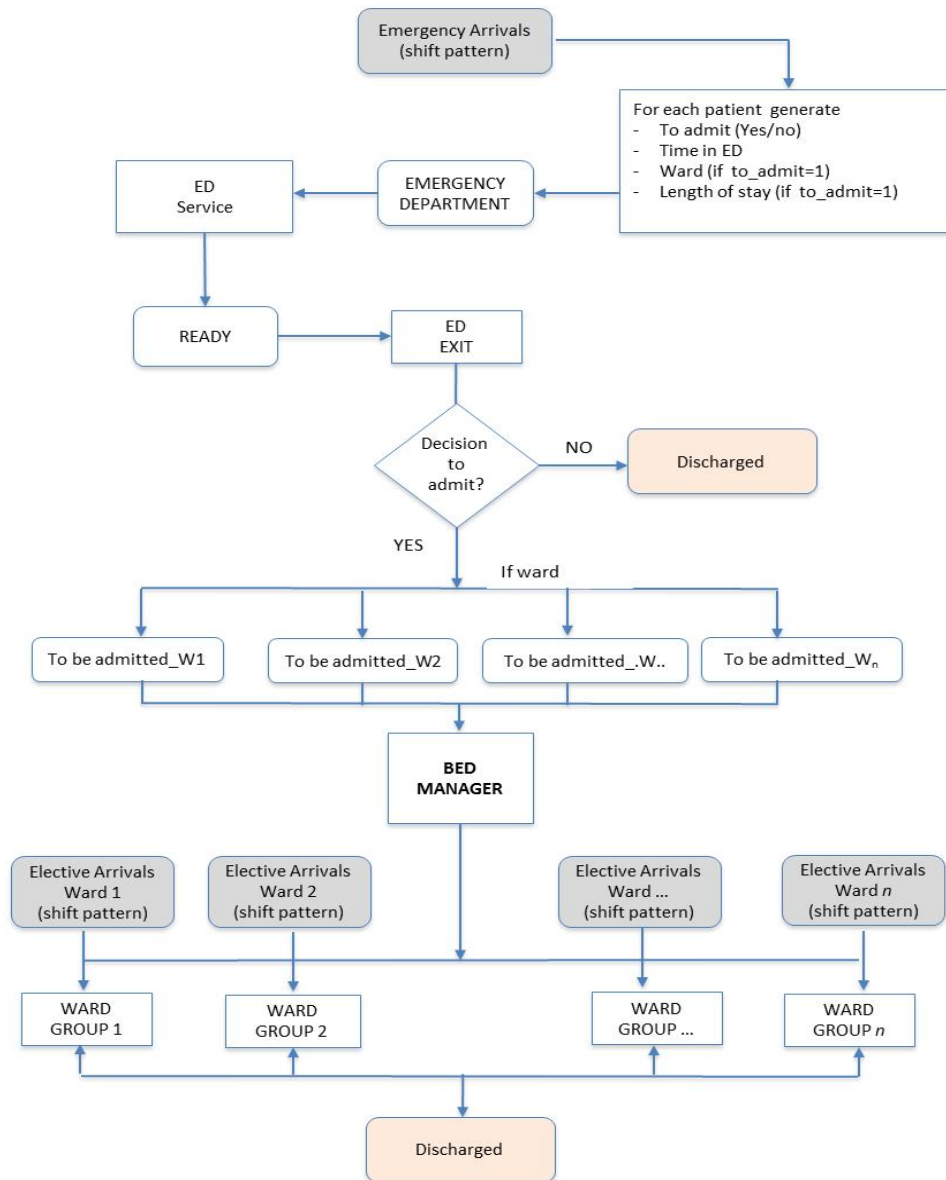 Emergency Arrivals
(shift pattern)
For each patient generate
- To admit (Yes/no)
- Time in ED
- Ward (if to_admit=1)
- Length of stay (if to_admit=1)
ED
Service
EMERGENCY
DEPARTMENT
READY
ED
EXIT
Decision
to
admit?
NO
Discharged
YES
If ward
To be admitted_W1
To be admitted_W2
To be admitted_.W..
To be admitted_Wₙ
BED
MANAGER
Elective Arrivals
Ward 1
(shift pattern)
Elective Arrivals
Ward 2
(shift pattern)
Elective Arrivals
Ward ...
(shift pattern)
Elective Arrivals
Ward n
(shift pattern)
WARD
GROUP 1
WARD
GROUP 2
WARD
GROUP ...
WARD
GROUP n
Discharged